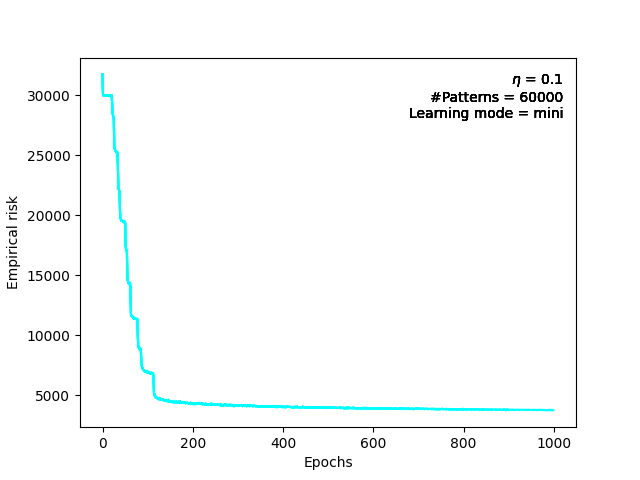 η = 0.1
#Patterns = 60000
Learning mode = mini
30000
25000
20000
15000
10000
5000
Empirical risk
0 200 400 600 800 1000
Epochs